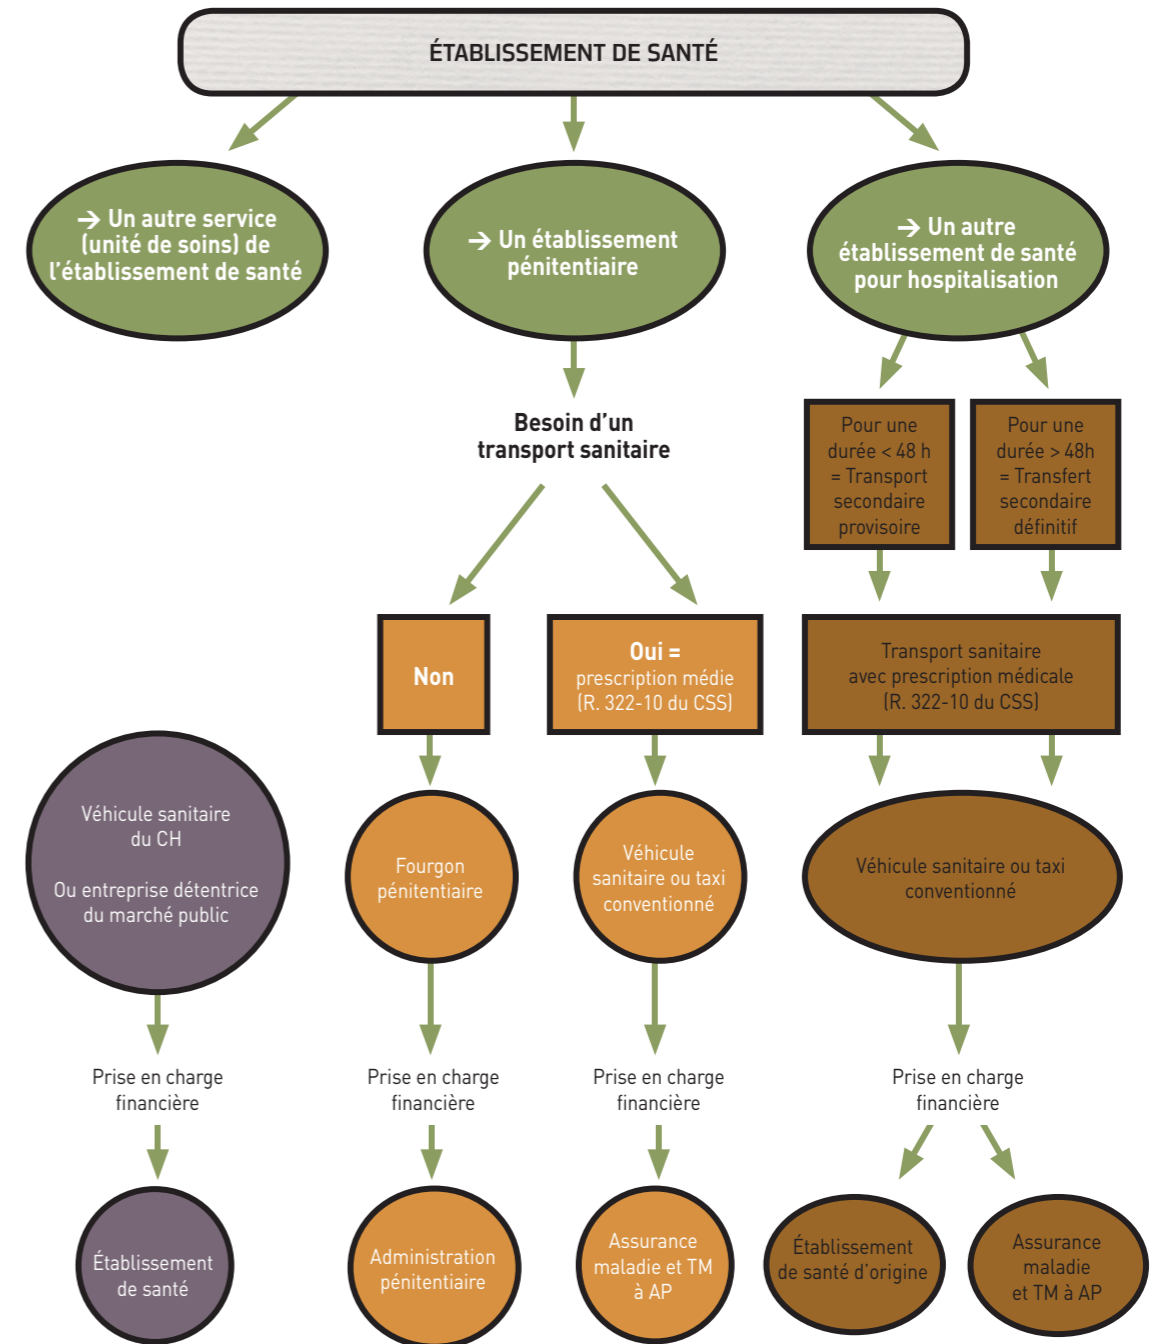 ÉTABLISSEMENT DE SANTÉ
→ Un autre service
(unité de soins) de
l'établissement de santé
→ Un établissement
pénitentiaire
→ Un autre
établissement de santé
pour hospitalisation
Besoin d'un
transport sanitaire
Pour une
durée < 48 h
= Transport
secondaire
provisoire
Pour une
durée > 48h
= Transfert
secondaire
définitif
Non
Oui =
prescription médie
(R. 322-10 du CSS)
Transport sanitaire
avec prescription médicale
(R. 322-10 du CSS)
Véhicule sanitaire
du CH
Ou entreprise détentrice
du marché public
Fourgon
pénitentiaire
Véhicule
sanitaire ou taxi
conventionné
Véhicule sanitaire ou taxi
conventionné
Prise en charge
financière
Prise en charge
financière
Prise en charge
financière
Prise en charge
financière
Établissement
de santé
Administration
pénitentiaire
Assurance
maladie et TM
à AP
Établissement
de santé d'origine
Assurance
maladie
et TM à AP